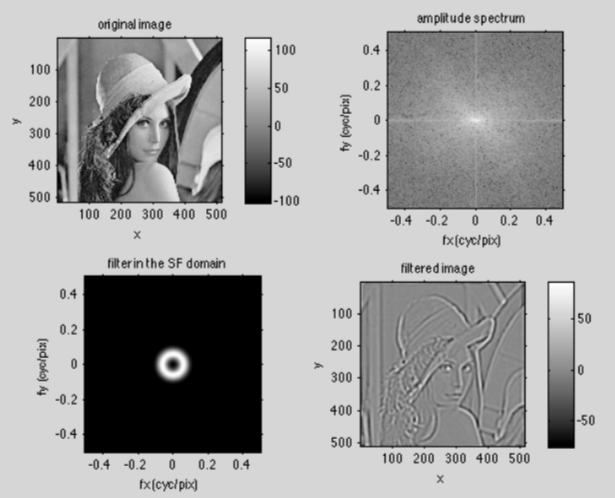 original image
100
200
300
400
500
y
100 200 300 400 500
x
100
50
0
-50
-100
amplitude spectrum
0.4
0.2
0
-0.2
-0.4
fy (cyc/pix)
-0.4 -0.2 0 0.2 0.4
fx(cyc/pix)
filter in the SF domain
0.4
0.2
0
-0.2
-0.4
fy (cyc/pix)
-0.4 -0.2 0 0.2 0.4
fx(cyc/pix)
filtered image
100
200
300
400
500
y
100 200 300 400 500
x
50
0
-50